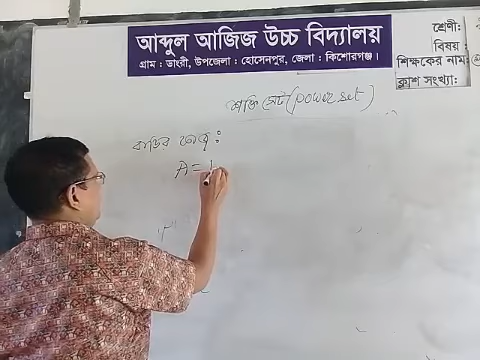 আব্দুল আজিজ উচ্চ বিদ্যালয়
গ্রাম : ডাংরী, উপজেলা : হোসেনপুর, জেলা : কিশোরগঞ্জ।
শ্রেণী:
বিষয় :
শিক্ষকের নাম:
ক্লাশ সংখ্যা:
শক্তি সেট (power set)
বাড়ির কাজ :
A =